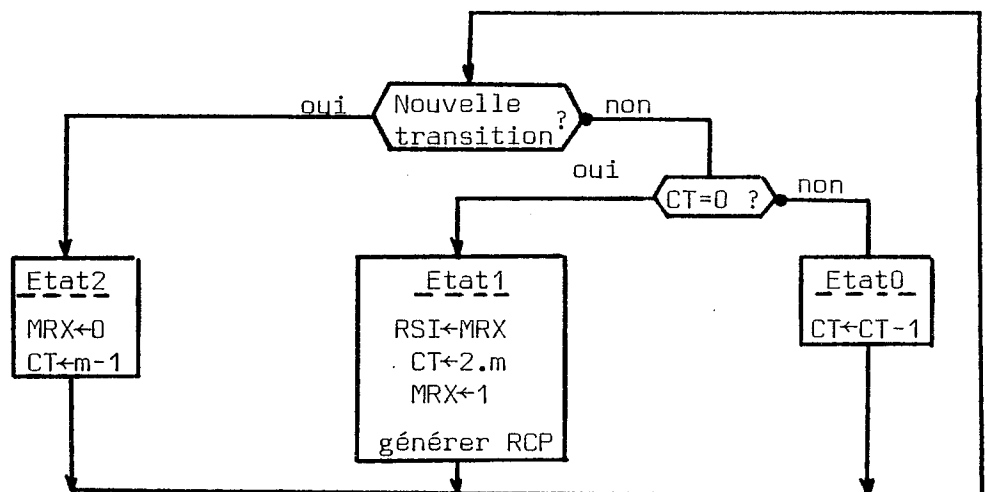 oui
Nouvelle
transition ?
non
oui
CT=0 ?
non
Etat2
MRX←0
CT←m-1
Etat1
RSI←MRX
CT←2.m
MRX←1
générer RCP
Etat0
CT←CT-1